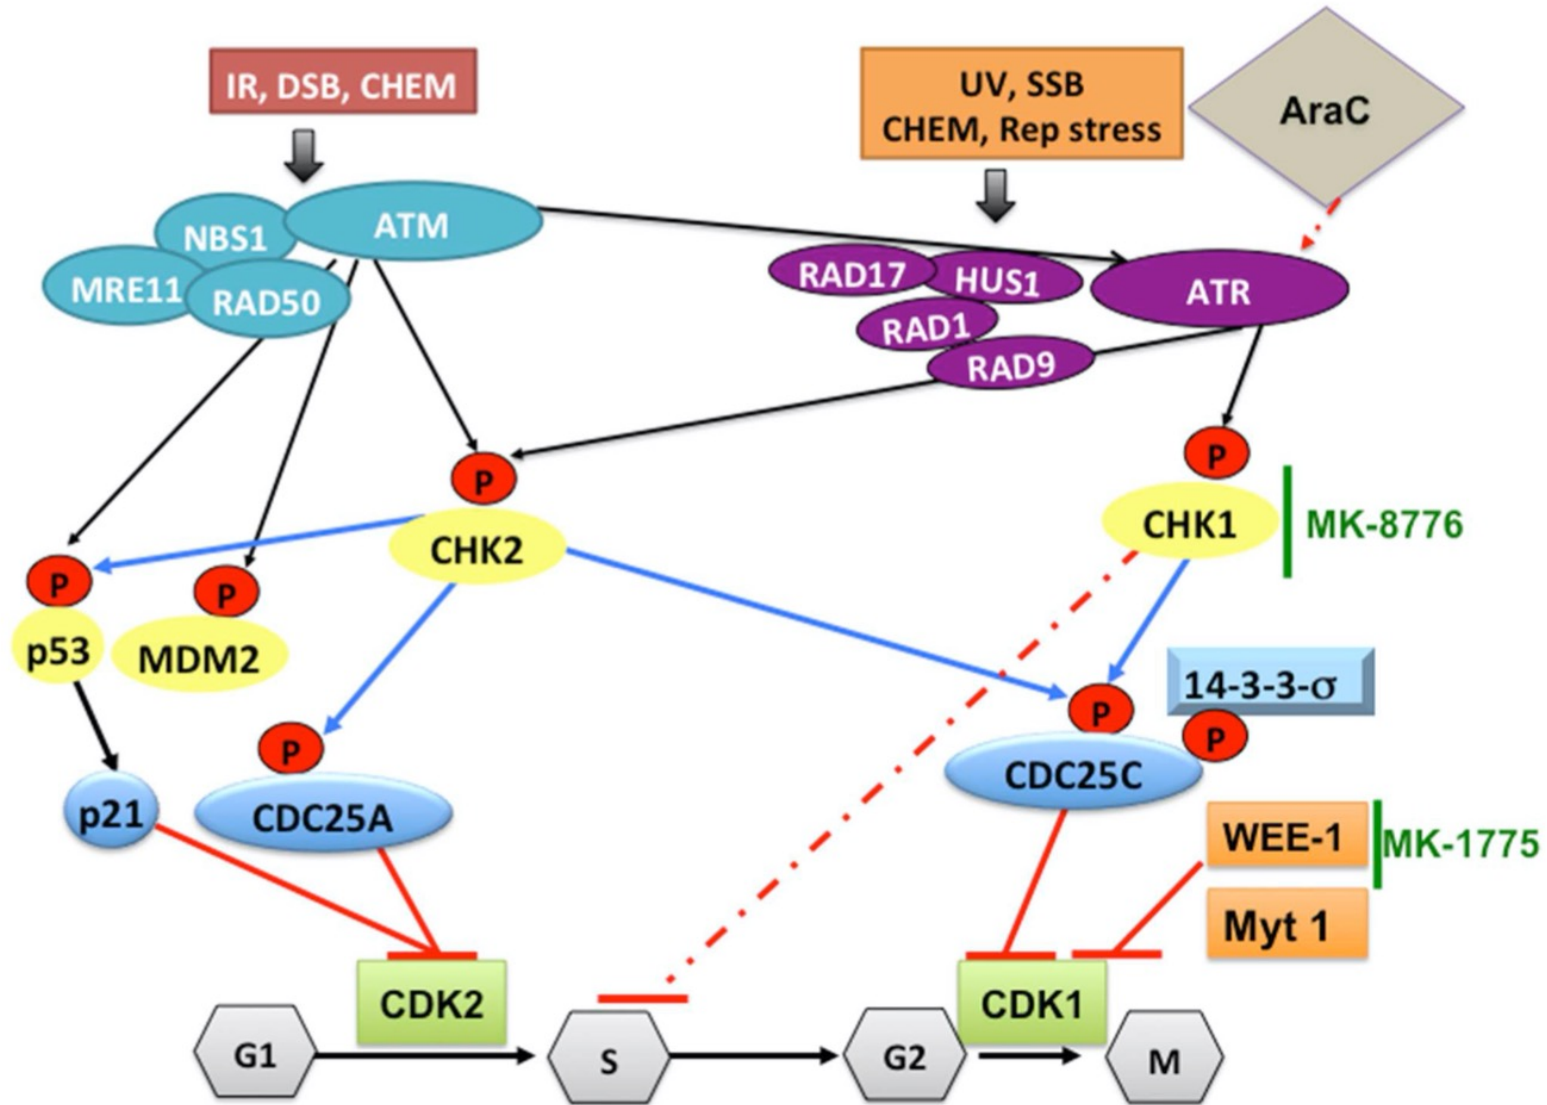 IR, DSB, CHEM
UV, SSB
CHEM, Rep stress
AraC
NBS1
ATM
MRE11
RAD50
RAD17
HUS1
ATR
RAD1
RAD9
P
P
CHK2
CHK1
MK-8776
P
P
p53
MDM2
14-3-3-σ
P
P
P
CDC25C
p21
CDC25A
WEE-1
MK-1775
Myt 1
CDK2
CDK1
G1
S
G2
M